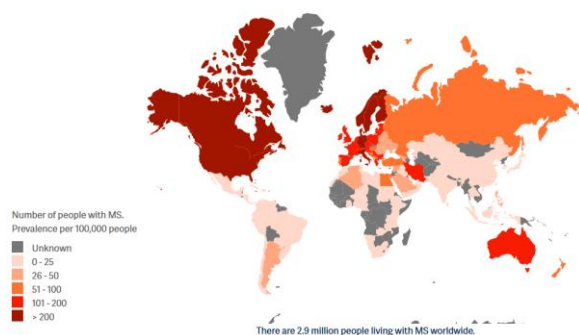 Number of people with MS.
Prevalence per 100,000 people
Unknown
0 - 25
26 - 50
51 - 100
101 - 200
> 200
There are 2.9 million people living with MS worldwide.